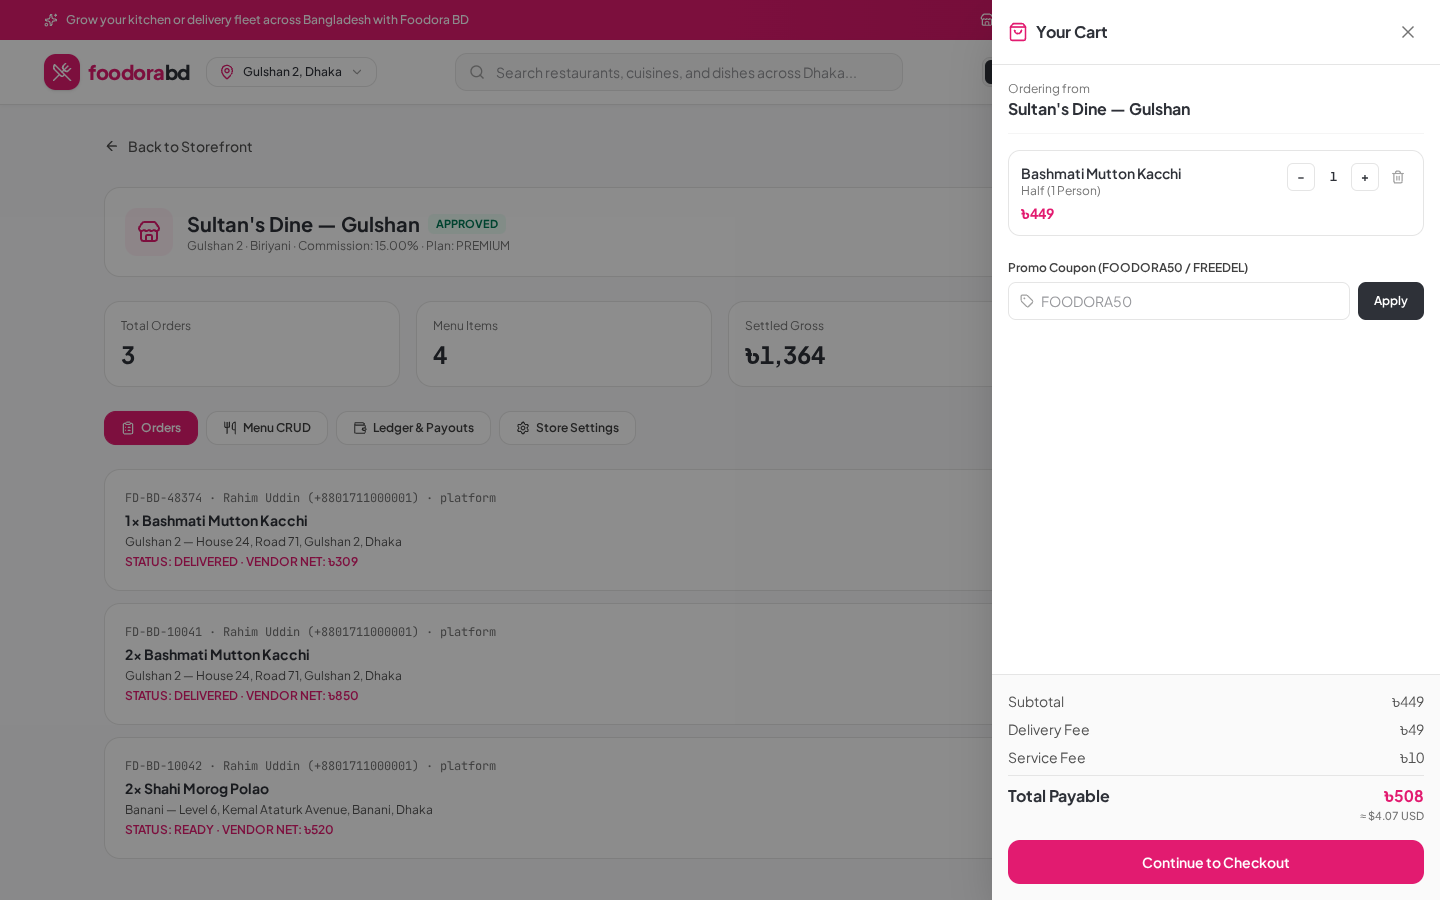 Grow your kitchen or delivery fleet across Bangladesh with Foodora BD
foodorabd
Gulshan 2, Dhaka
Search restaurants, cuisines, and dishes across Dhaka...
Back to Storefront
Sultan's Dine — Gulshan
APPROVED
Gulshan 2 · Biriyani · Commission: 15.00% · Plan: PREMIUM
Total Orders
3
Menu Items
4
Settled Gross
৳1,364
Orders
Menu CRUD
Ledger & Payouts
Store Settings
FD-BD-48374 · Rahim Uddin (+8801711000001) · platform
1× Bashmati Mutton Kacchi
Gulshan 2 — House 24, Road 71, Gulshan 2, Dhaka
STATUS: DELIVERED · VENDOR NET: ৳309
FD-BD-10041 · Rahim Uddin (+8801711000001) · platform
2× Bashmati Mutton Kacchi
Gulshan 2 — House 24, Road 71, Gulshan 2, Dhaka
STATUS: DELIVERED · VENDOR NET: ৳850
FD-BD-10042 · Rahim Uddin (+8801711000001) · platform
2× Shahi Morog Polao
Banani — Level 6, Kemal Ataturk Avenue, Banani, Dhaka
STATUS: READY · VENDOR NET: ৳520
Your Cart
Ordering from
Sultan's Dine — Gulshan
Bashmati Mutton Kacchi
- 1 +
Half (1 Person)
৳449
Promo Coupon (FOODORA50 / FREEDEL)
FOODORA50
Apply
Subtotal ৳449
Delivery Fee ৳49
Service Fee ৳10
Total Payable ৳508
≈ $4.07 USD
Continue to Checkout